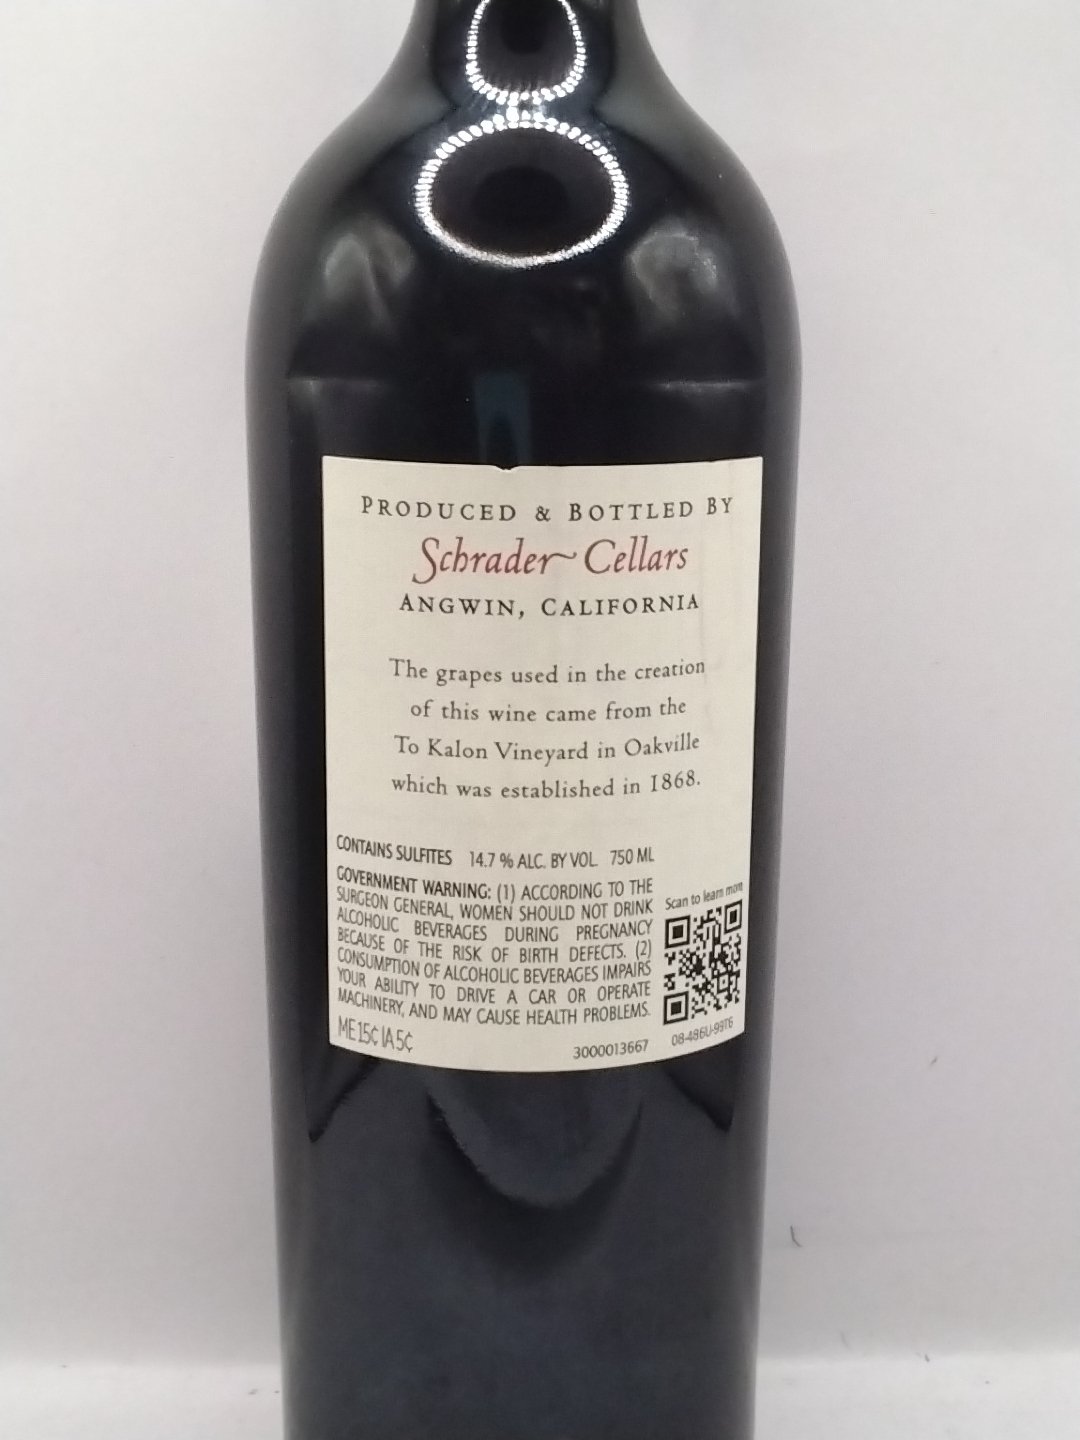 PRODUCED & BOTTLED BY
Schrader Cellars
ANGWIN, CALIFORNIA
The grapes used in the creation
of this wine came from the
To Kalon Vineyard in Oakville
which was established in 1868.
CONTAINS SULFITES 14.7 % ALC. BY VOL. 750 ML
GOVERNMENT WARNING: (1) ACCORDING TO THE
SURGEON GENERAL, WOMEN SHOULD NOT DRINK
ALCOHOLIC BEVERAGES DURING PREGNANCY
BECAUSE OF THE RISK OF BIRTH DEFECTS. (2)
CONSUMPTION OF ALCOHOLIC BEVERAGES IMPAIRS
YOUR ABILITY TO DRIVE A CAR OR OPERATE
MACHINERY, AND MAY CAUSE HEALTH PROBLEMS.
Scan to learn more
ME 15¢ IA 5¢
3000013667
08-486U-99T6